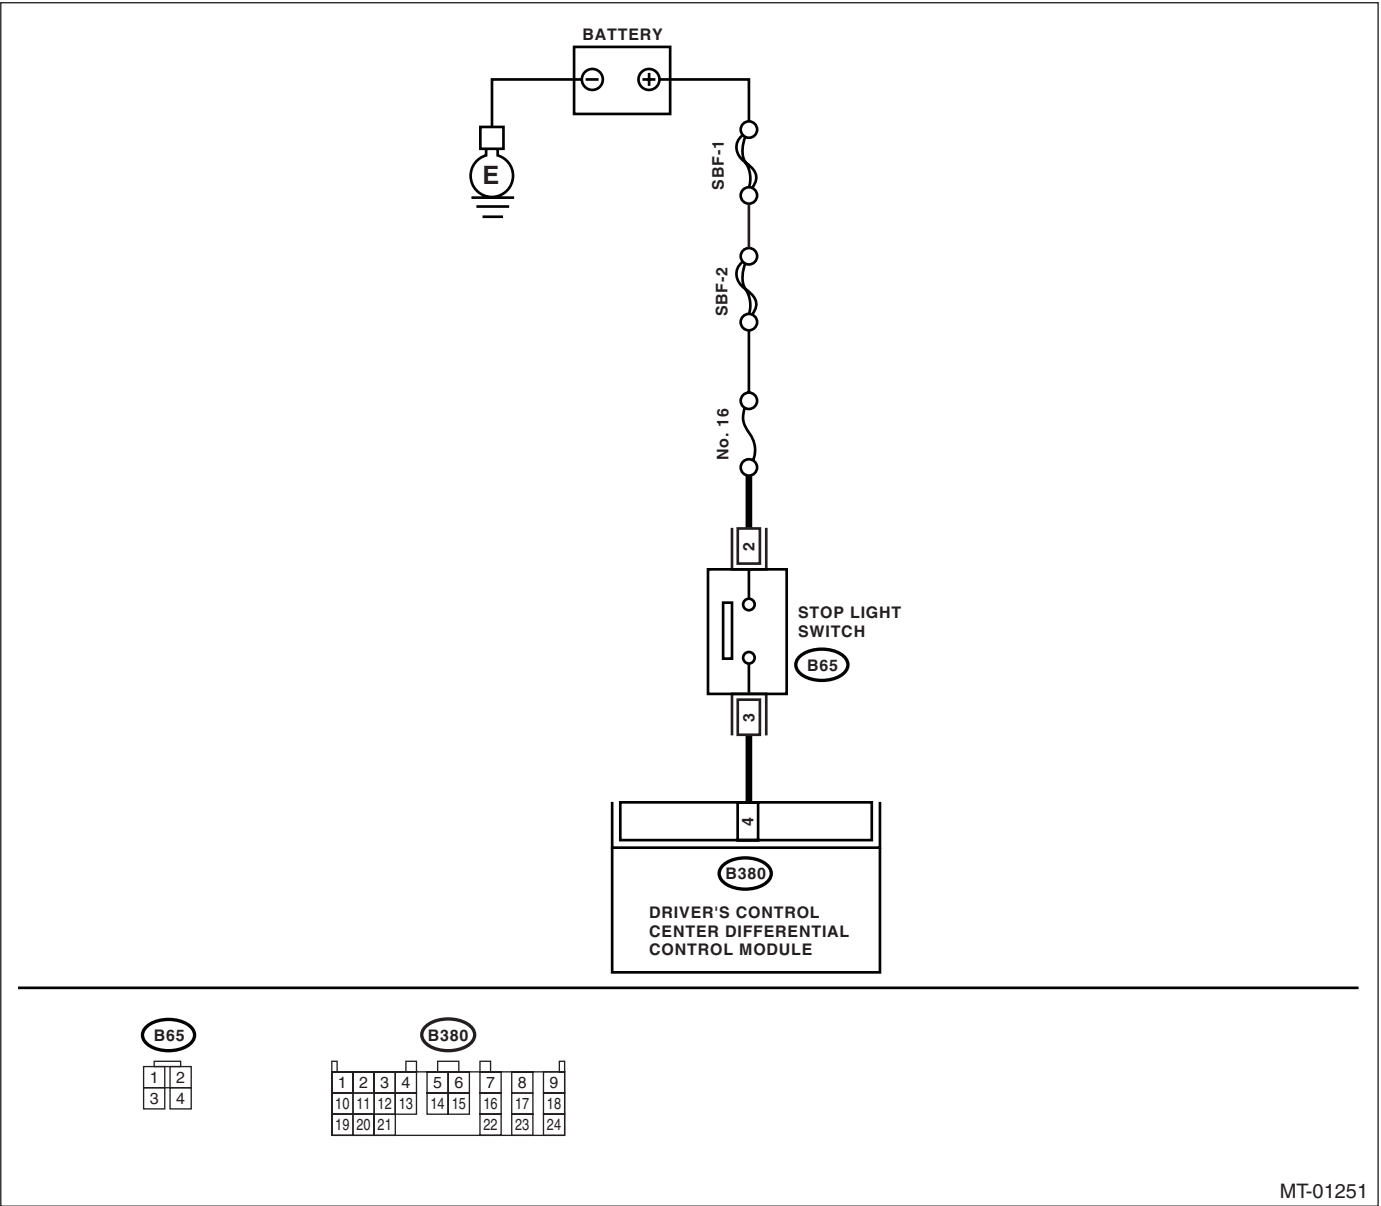 BATTERY
E
SBF-1
SBF-2
No. 16
2
STOP LIGHT
SWITCH
B65
3
4
B380
DRIVER'S CONTROL
CENTER DIFFERENTIAL
CONTROL MODULE
B65
1 2
3 4
B380
1 2 3 4 5 6 7 8 9
10 11 12 13 14 15 16 17 18
19 20 21 22 23 24
MT-01251